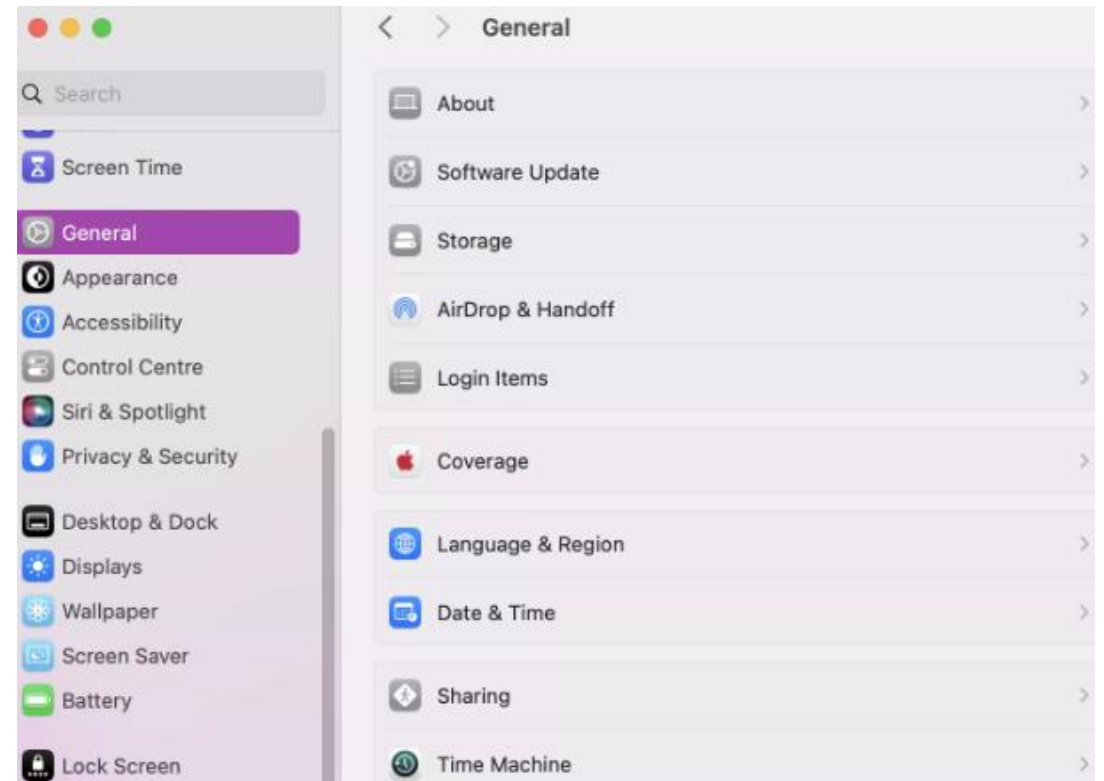 General
Search
Screen Time
General
Appearance
Accessibility
Control Centre
Siri & Spotlight
Privacy & Security
Desktop & Dock
Displays
Wallpaper
Screen Saver
Battery
Lock Screen
About
Software Update
Storage
AirDrop & Handoff
Login Items
Coverage
Language & Region
Date & Time
Sharing
Time Machine